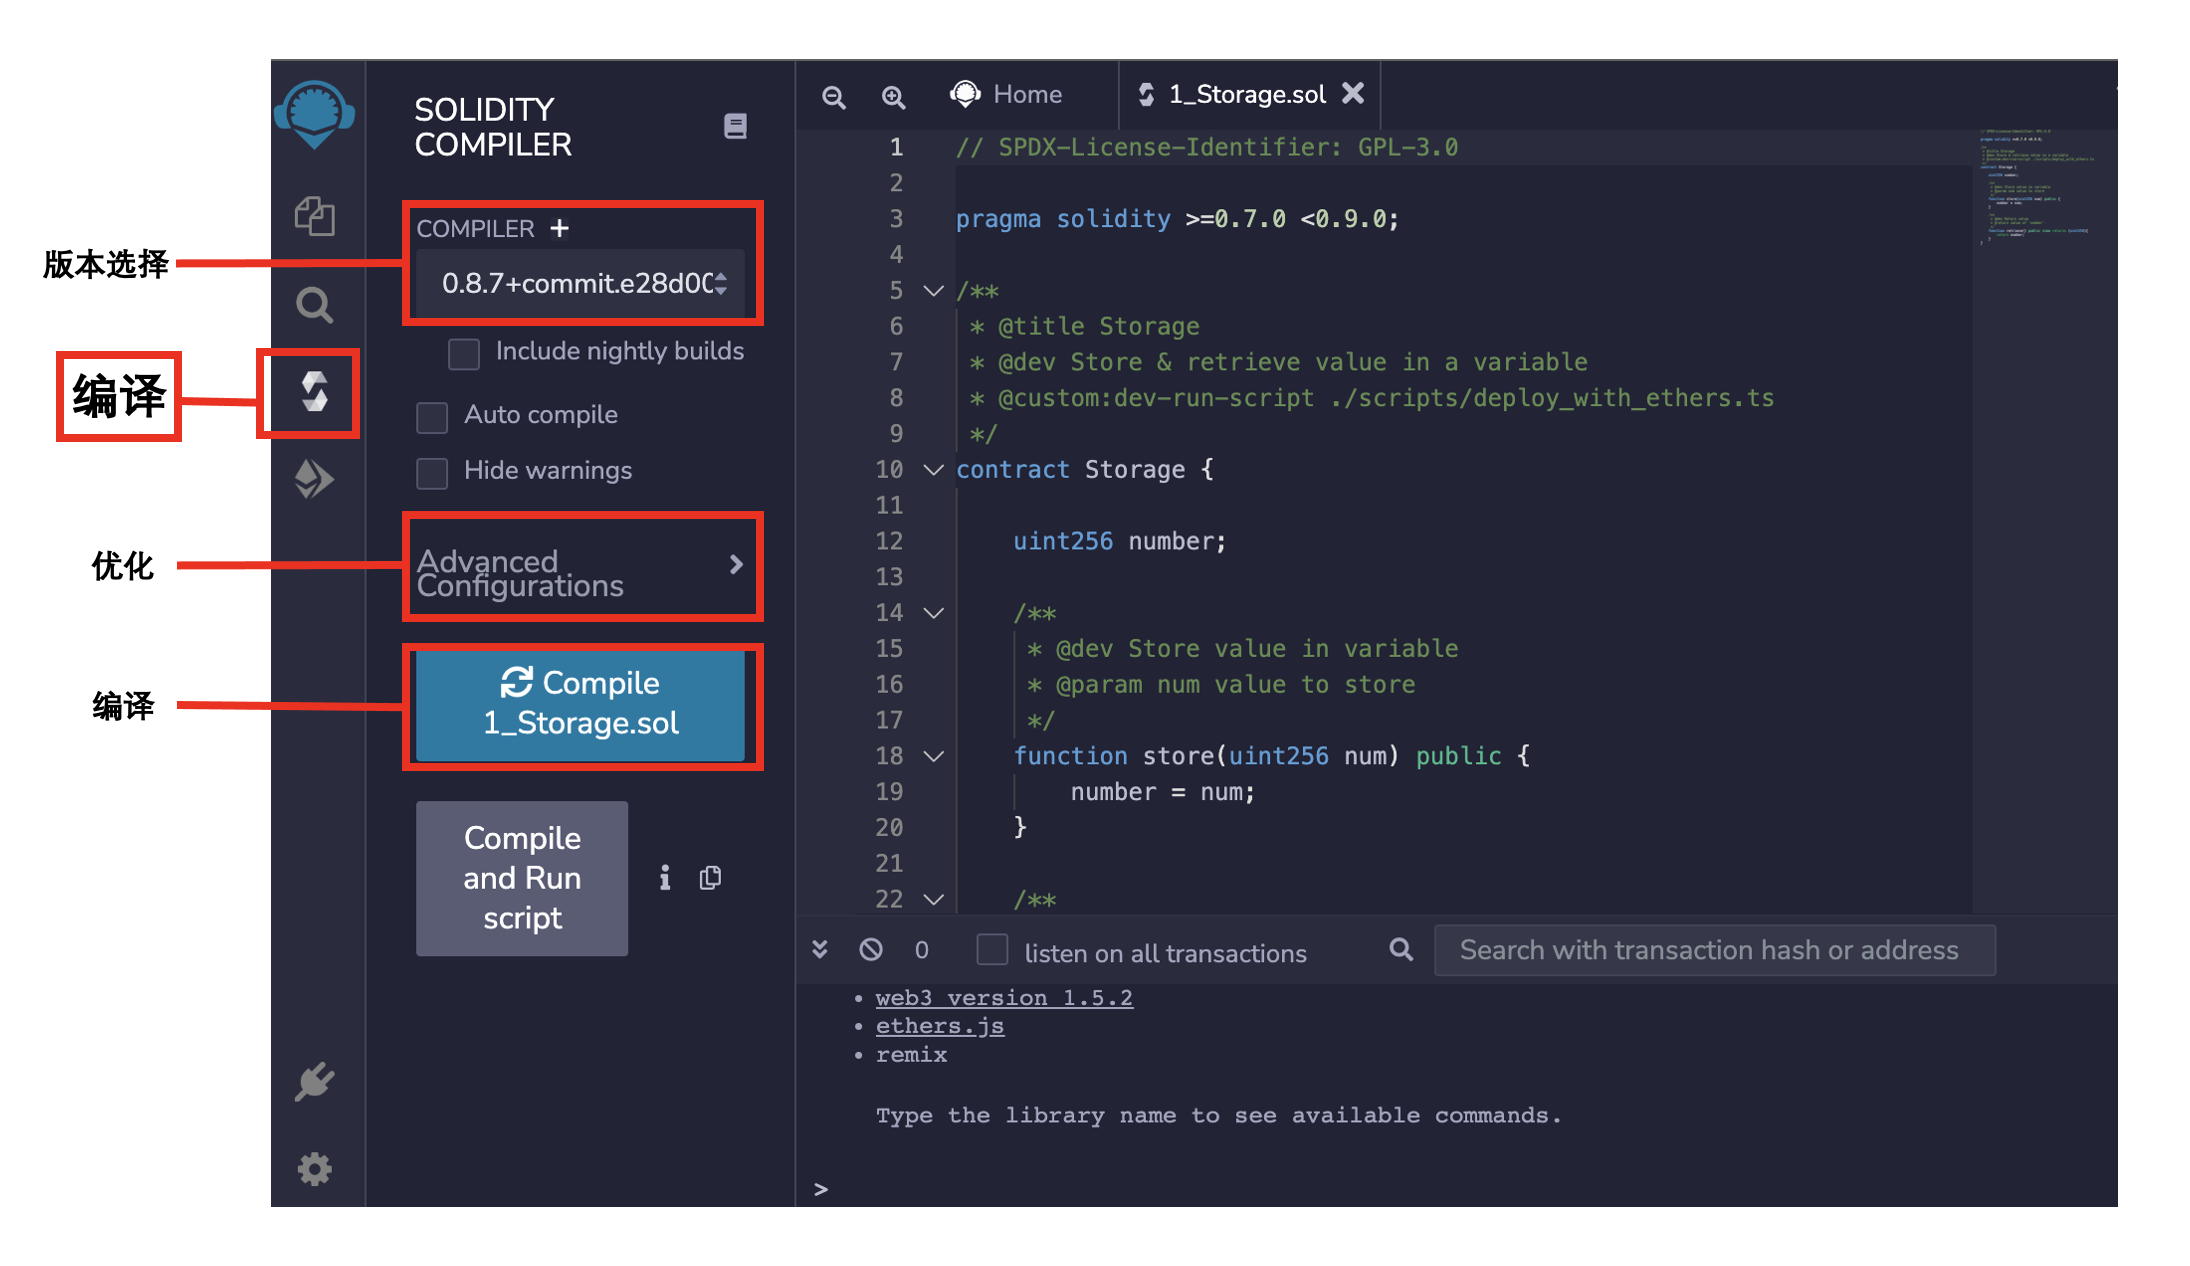 版本选择
编译
优化
编译
SOLIDITY
COMPILER
COMPILER +
0.8.7+commit.e28d00
Include nightly builds
Auto compile
Hide warnings
Advanced
Configurations
Compile
1_Storage.sol
Compile
and Run
script
Home
1_Storage.sol
1 // SPDX-License-Identifier: GPL-3.0
2
3 pragma solidity >=0.7.0 <0.9.0;
4
5 /**
6 * @title Storage
7 * @dev Store & retrieve value in a variable
8 * @custom:dev-run-script ./scripts/deploy_with_ethers.ts
9 */
10 contract Storage {
11
12 uint256 number;
13
14 /**
15 * @dev Store value in variable
16 * @param num value to store
17 */
18 function store(uint256 num) public {
19 number = num;
20 }
21
22 /**
0 listen on all transactions
Search with transaction hash or address
• web3 version 1.5.2
• ethers.js
• remix
Type the library name to see available commands.
>